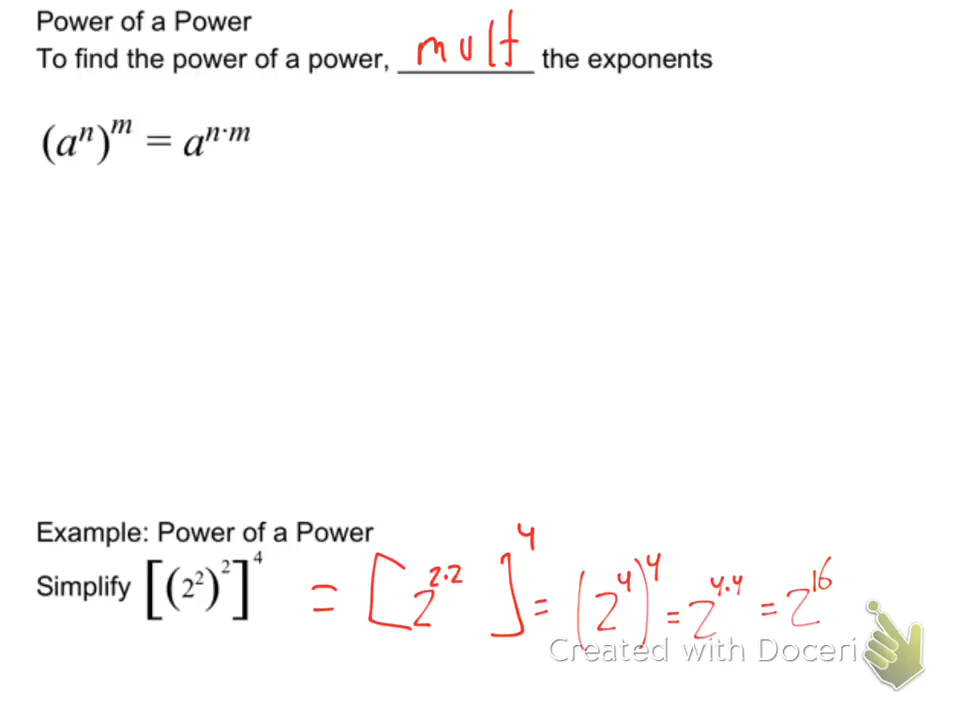 Power of a Power
To find the power of a power, mult the exponents
(aⁿ)ᵐ = aⁿ·ᵐ
Example: Power of a Power
Simplify [(2²)²]⁴ = [2²·²]⁴ = (2⁴)⁴ = 2⁴·⁴ = 2¹⁶
Created with Doceri